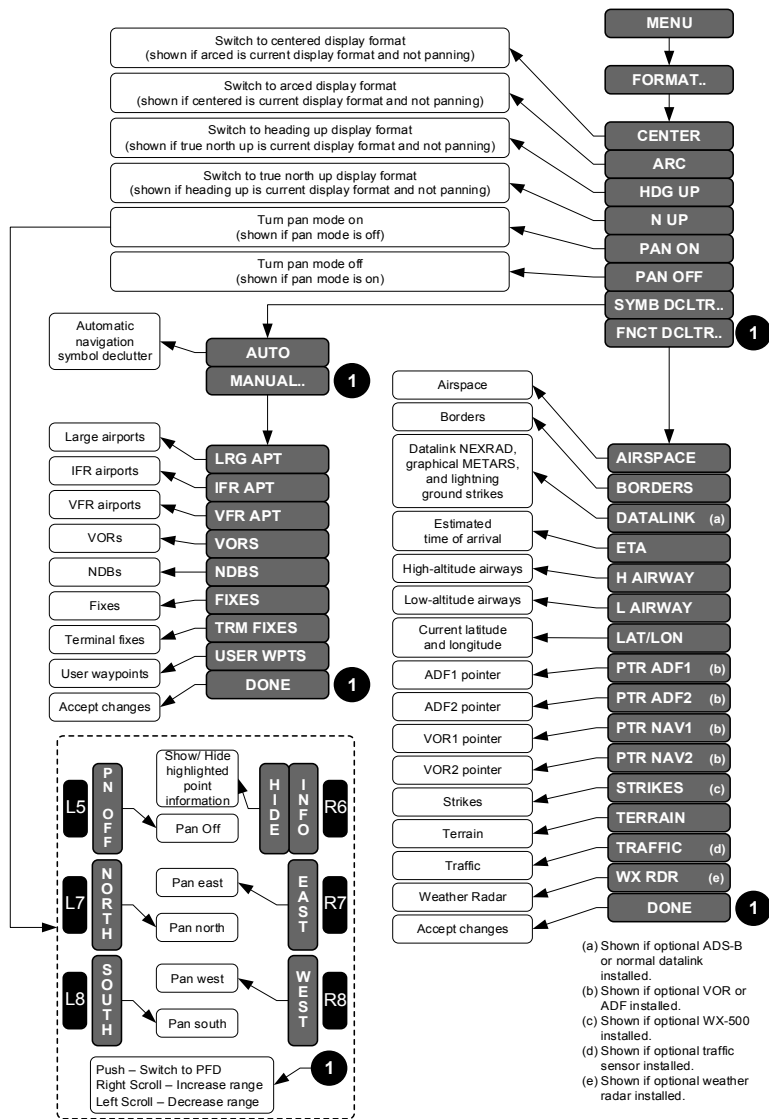 MENU
FORMAT..
Switch to centered display format
(shown if arced is current display format and not panning)
CENTER
Switch to arced display format
(shown if centered is current display format and not panning)
ARC
Switch to heading up display format
(shown if true north up is current display format and not panning)
HDG UP
Switch to true north up display format
(shown if heading up is current display format and not panning)
N UP
Turn pan mode on
(shown if pan mode is off)
PAN ON
Turn pan mode off
(shown if pan mode is on)
PAN OFF
SYMB DCLTR..
FNCT DCLTR..
1
Automatic
navigation
symbol declutter
AUTO
MANUAL..
1
Large airports
LRG APT
IFR airports
IFR APT
VFR airports
VFR APT
VORs
VORS
NDBs
NDBS
Fixes
FIXES
Terminal fixes
TRM FIXES
User waypoints
USER WPTS
Accept changes
DONE
1
Airspace
AIRSPACE
Borders
BORDERS
Datalink NEXRAD,
graphical METARS,
and lightning
ground strikes
DATALINK (a)
Estimated
time of arrival
ETA
High-altitude airways
H AIRWAY
Low-altitude airways
L AIRWAY
Current latitude
and longitude
LAT/LON
ADF1 pointer
PTR ADF1 (b)
ADF2 pointer
PTR ADF2 (b)
VOR1 pointer
PTR NAV1 (b)
VOR2 pointer
PTR NAV2 (b)
Strikes
STRIKES (c)
Terrain
TERRAIN
Traffic
TRAFFIC (d)
Weather Radar
WX RDR (e)
Accept changes
DONE
1
L5
PN OFF
Pan Off
Show/ Hide
highlighted
point
information
HIDE
INFO
R6
L7
NORTH
Pan north
Pan east
EAST
R7
L8
SOUTH
Pan south
Pan west
WEST
R8
Push – Switch to PFD
Right Scroll – Increase range
Left Scroll – Decrease range
1
(a) Shown if optional ADS-B
or normal datalink
installed.
(b) Shown if optional VOR or
ADF installed.
(c) Shown if optional WX-500
installed.
(d) Shown if optional traffic
sensor installed.
(e) Shown if optional weather
radar installed.